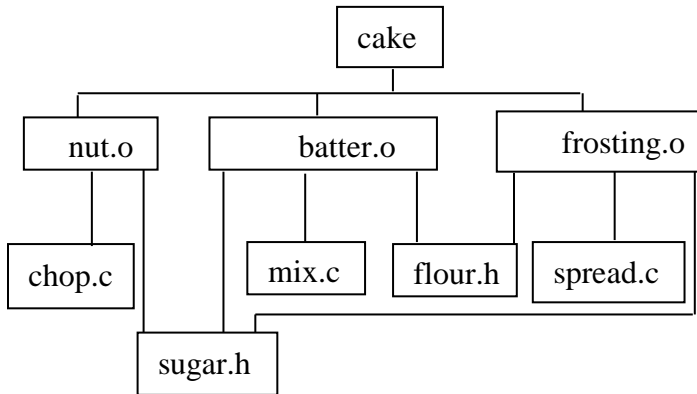 cake
nut.o
batter.o
frosting.o
chop.c
mix.c
flour.h
spread.c
sugar.h